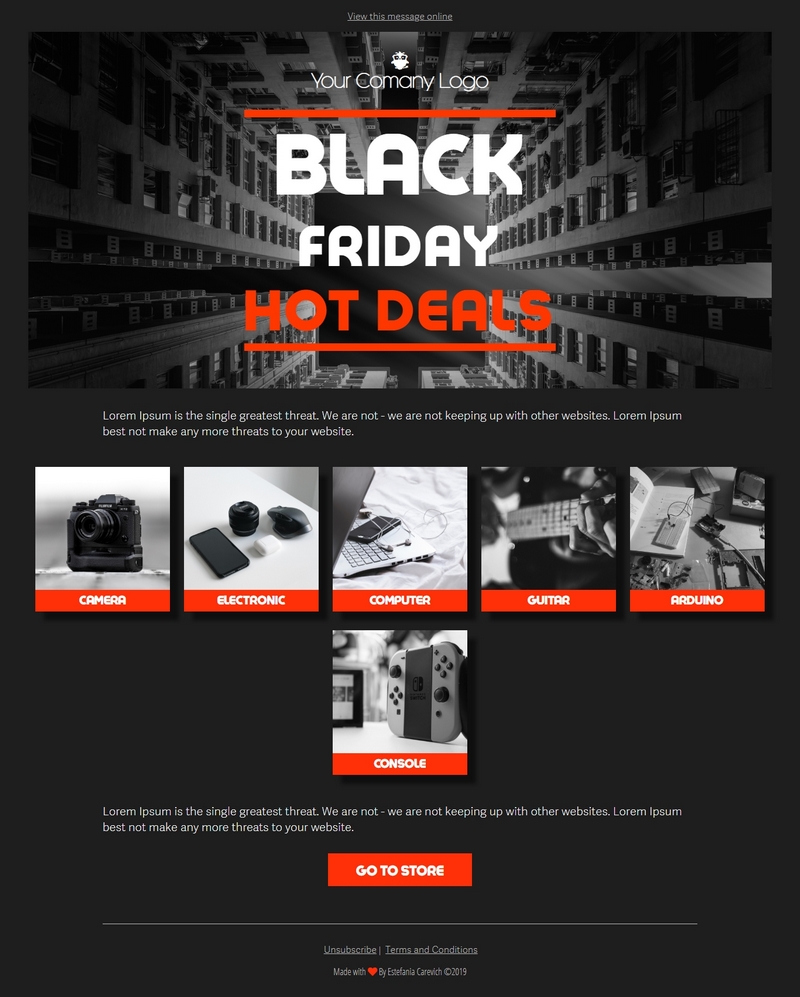 View this message online
Your Comany Logo
BLACK
FRIDAY
HOT DEALS
Lorem Ipsum is the single greatest threat. We are not - we are not keeping up with other websites. Lorem Ipsum
best not make any more threats to your website.
CAMERA
ELECTRONIC
COMPUTER
GUITAR
ARDUINO
CONSOLE
Lorem Ipsum is the single greatest threat. We are not - we are not keeping up with other websites. Lorem Ipsum
best not make any more threats to your website.
GO TO STORE
Unsubscribe | Terms and Conditions
Made with ❤ By Estefanía Carevich ©2019